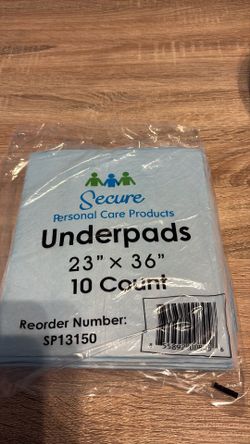 Secure
Personal Care Products
Underpads
23" × 36"
10 Count
Reorder Number:
SP13150